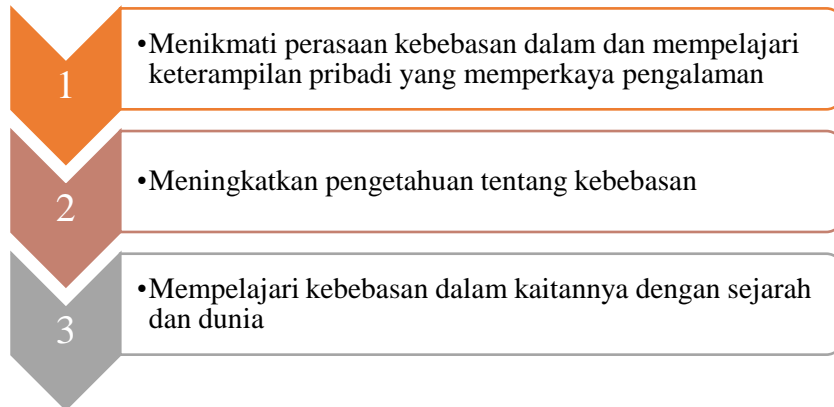 1
•Menikmati perasaan kebebasan dalam dan mempelajari
keterampilan pribadi yang memperkaya pengalaman
2
•Meningkatkan pengetahuan tentang kebebasan
3
•Mempelajari kebebasan dalam kaitannya dengan sejarah
dan dunia